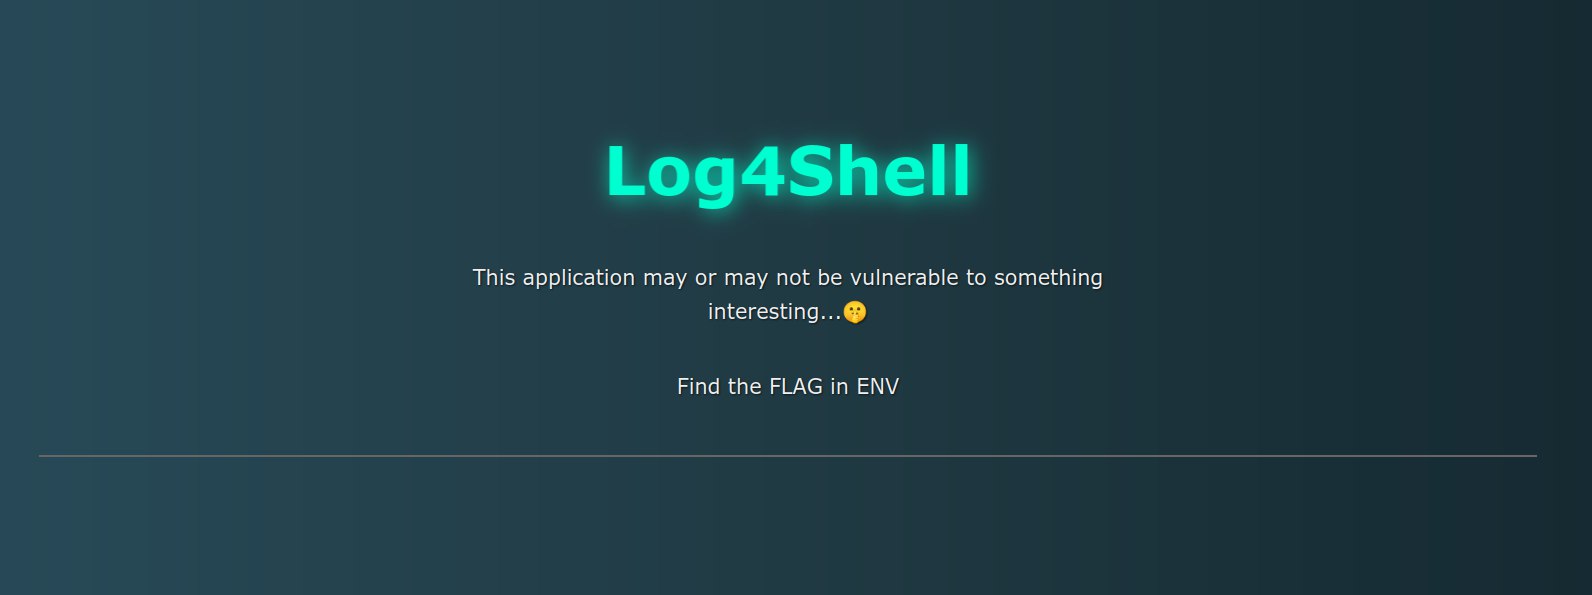 Log4Shell
This application may or may not be vulnerable to something
interesting...🤫
Find the FLAG in ENV